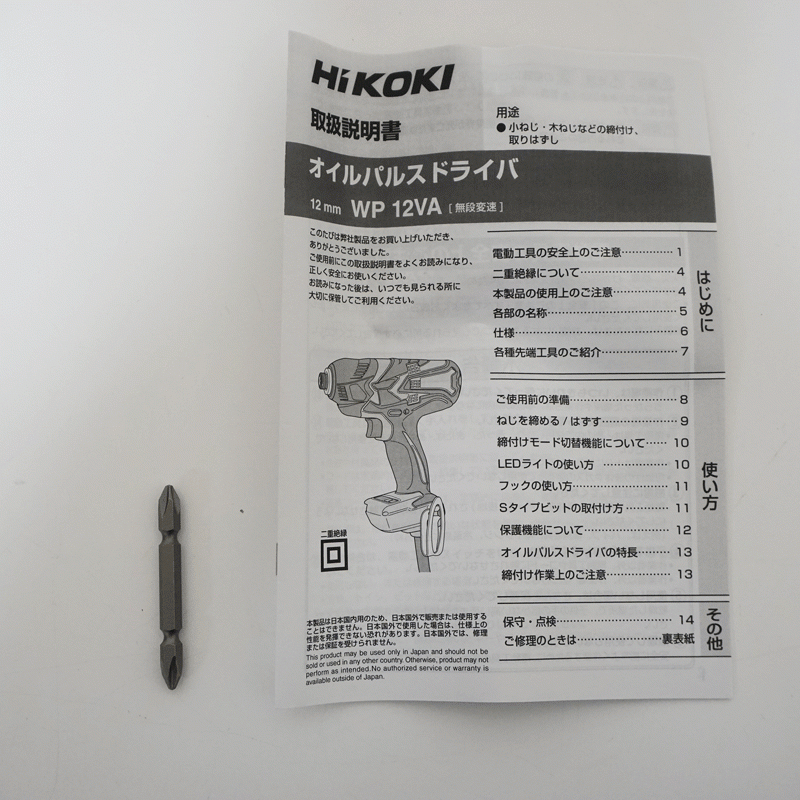 HiKOKI
取扱説明書
用途
● 小ねじ・木ねじなどの締付け、
取りはずし
オイルパルスドライバ
12 mm WP 12VA [ 無段変速 ]
このたびは弊社製品をお買い上げいただき、
ありがとうございました。
ご使用前にこの取扱説明書をよくお読みになり、
正しく安全にお使いください。
お読みになった後は、いつでも見られる所に
大切に保管してご利用ください。
二重絶縁
本製品は日本国内用のため、日本国外で販売または使用する
ことはできません。日本国外で使用した場合は、仕様上の
性能を発揮できない恐れがあります。日本国外では、修理
または保証を受けられません。
This product may be used only in Japan and should not be
sold or used in any other country. Otherwise, product may not
perform as intended.No authorized service or warranty is
available outside of Japan.
はじめに
電動工具の安全上のご注意…………… 1
二重絶縁について…………………… 4
本製品の使用上のご注意…………… 4
各部の名称…………………………… 5
仕様…………………………………… 6
各種先端工具のご紹介……………… 7
使い方
ご使用前の準備……………………… 8
ねじを締める / はずす……………… 9
締付けモード切替機能について…… 10
LEDライトの使い方 …………… 10
フックの使い方……………………… 11
Sタイプビットの取付け方………… 11
保護機能について…………………… 12
オイルパルスドライバの特長……… 13
締付け作業上のご注意……………… 13
その他
保守・点検…………………………… 14
ご修理のときは………………裏表紙